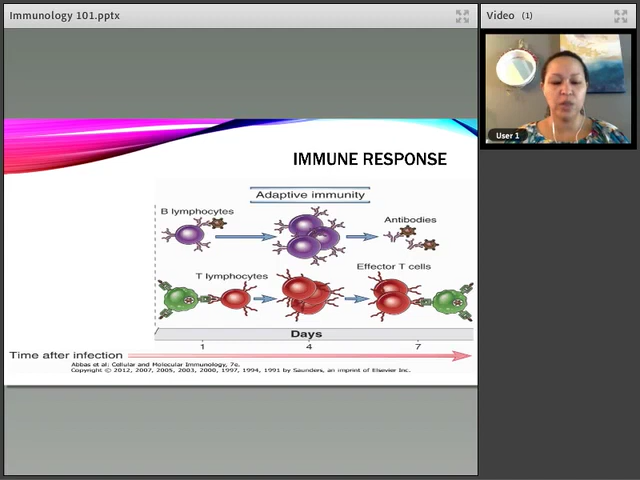 Immunology 101.pptx
Video (1)
User 1
IMMUNE RESPONSE
Adaptive immunity
B lymphocytes
Antibodies
T lymphocytes
Effector T cells
Days
1 4 7
Time after infection
Abbas et al: Cellular and Molecular Immunology, 7e.
Copyright © 2012, 2007, 2005, 2003, 2000, 1997, 1994, 1991 by Saunders, an imprint of Elsevier Inc.